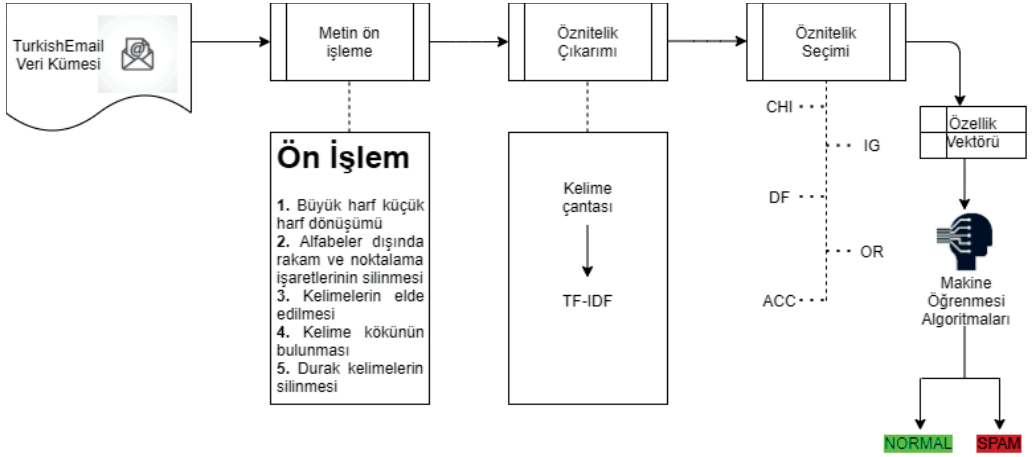 TurkishEmail
Veri Kümesi
Metin ön
işleme
Öznitelik
Çıkarımı
Öznitelik
Seçimi
Ön İşlem
1. Büyük harf küçük
harf dönüşümü
2. Alfabeler dışında
rakam ve noktalama
işaretlerinin silinmesi
3. Kelimelerin elde
edilmesi
4. Kelime kökünün
bulunması
5. Durak kelimelerin
silinmesi
Kelime
çantası
TF-IDF
CHI
IG
DF
OR
ACC
Özellik
Vektörü
Makine
Öğrenmesi
Algoritmaları
NORMAL
SPAM